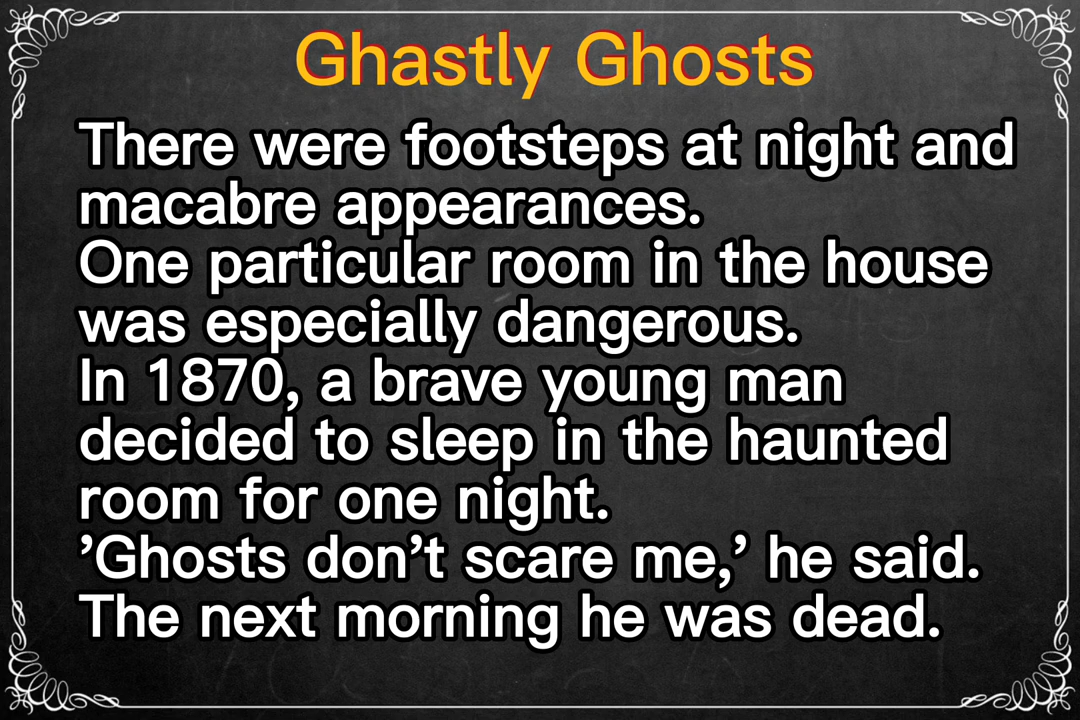 Ghastly Ghosts
There were footsteps at night and
macabre appearances.
One particular room in the house
was especially dangerous.
In 1870, a brave young man
decided to sleep in the haunted
room for one night.
’Ghosts don’t scare me,’ he said.
The next morning he was dead.